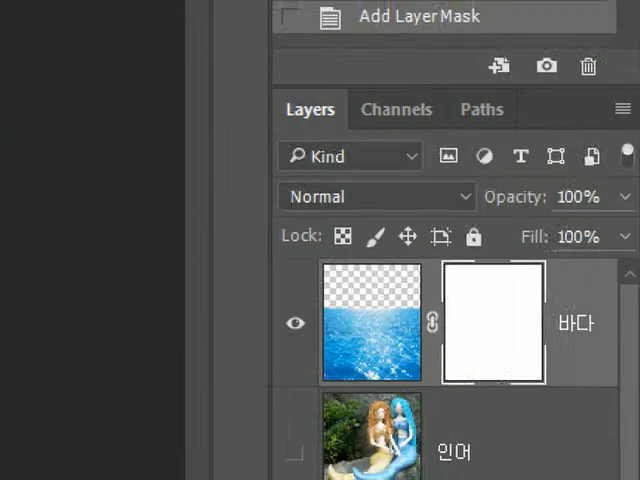 Add Layer Mask
Layers Channels Paths
Kind
Normal Opacity: 100%
Lock: Fill: 100%
바다
인어